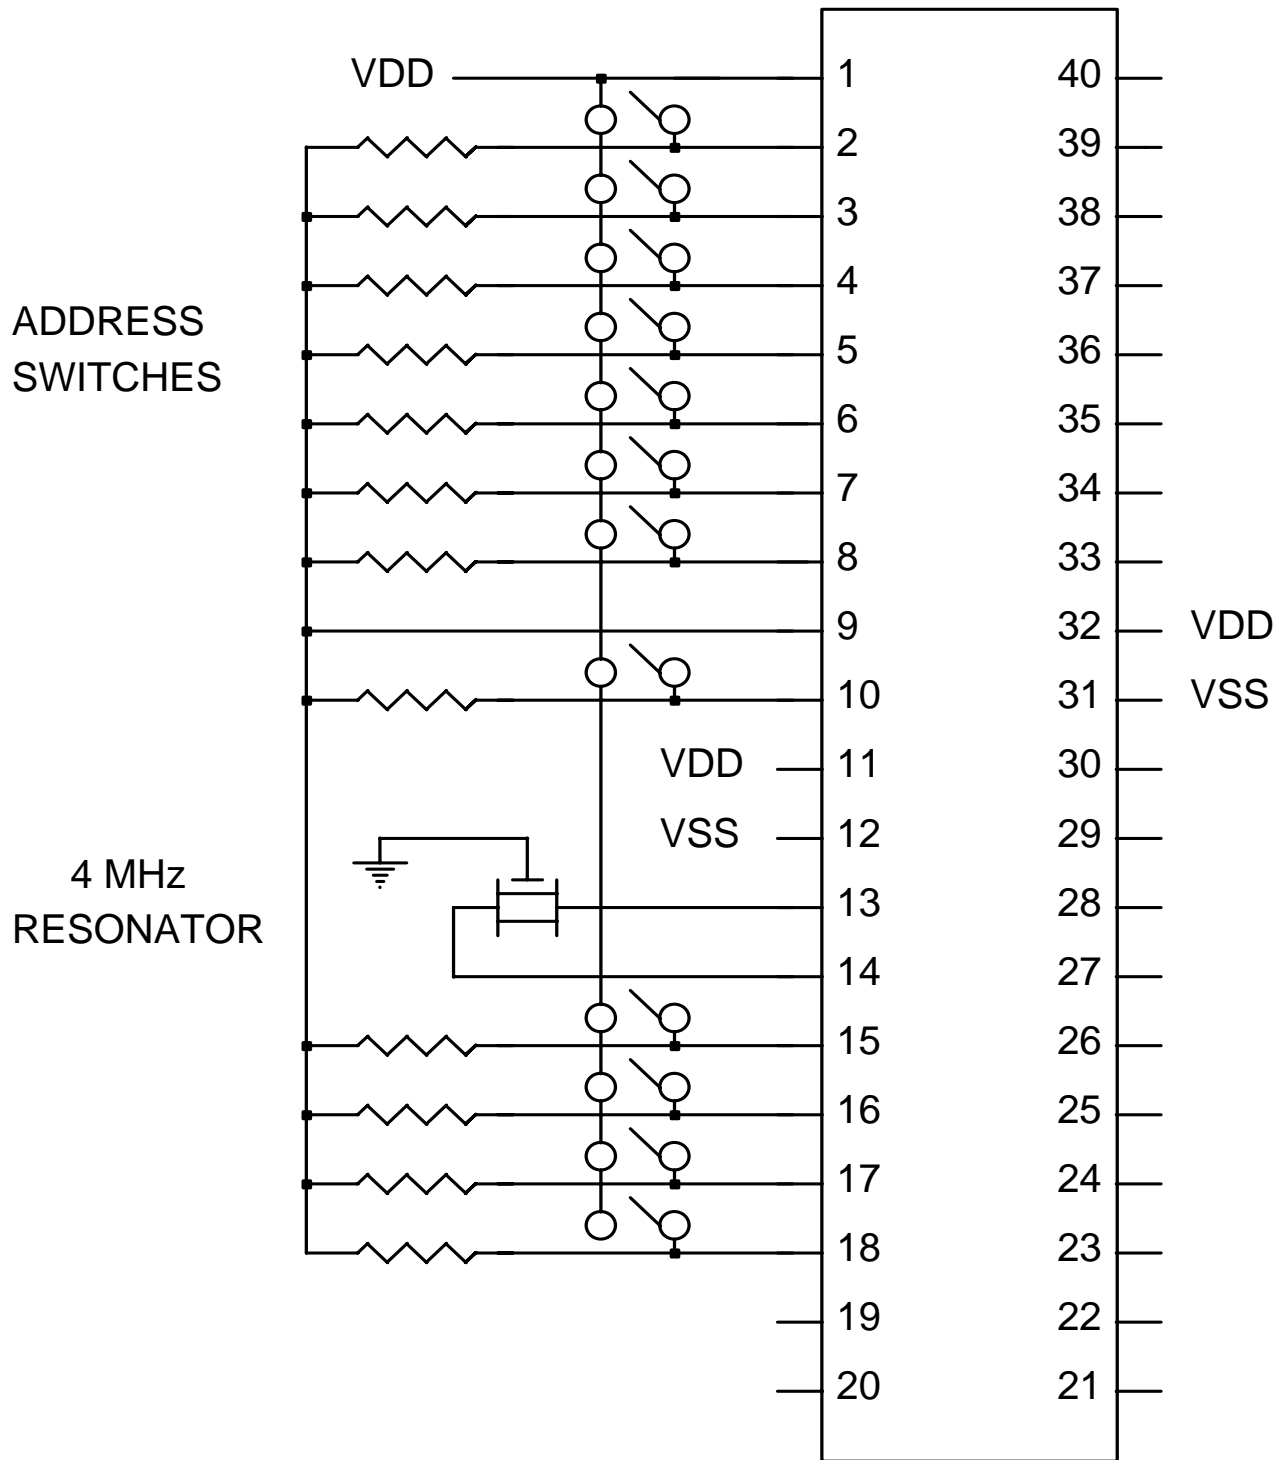 VDD 1 40
2 39
3 38
4 37
ADDRESS
SWITCHES
5 36
6 35
7 34
8 33
9 32 VDD
10 31 VSS
VDD 11 30
VSS 12 29
4 MHz
RESONATOR
13 28
14 27
15 26
16 25
17 24
18 23
19 22
20 21